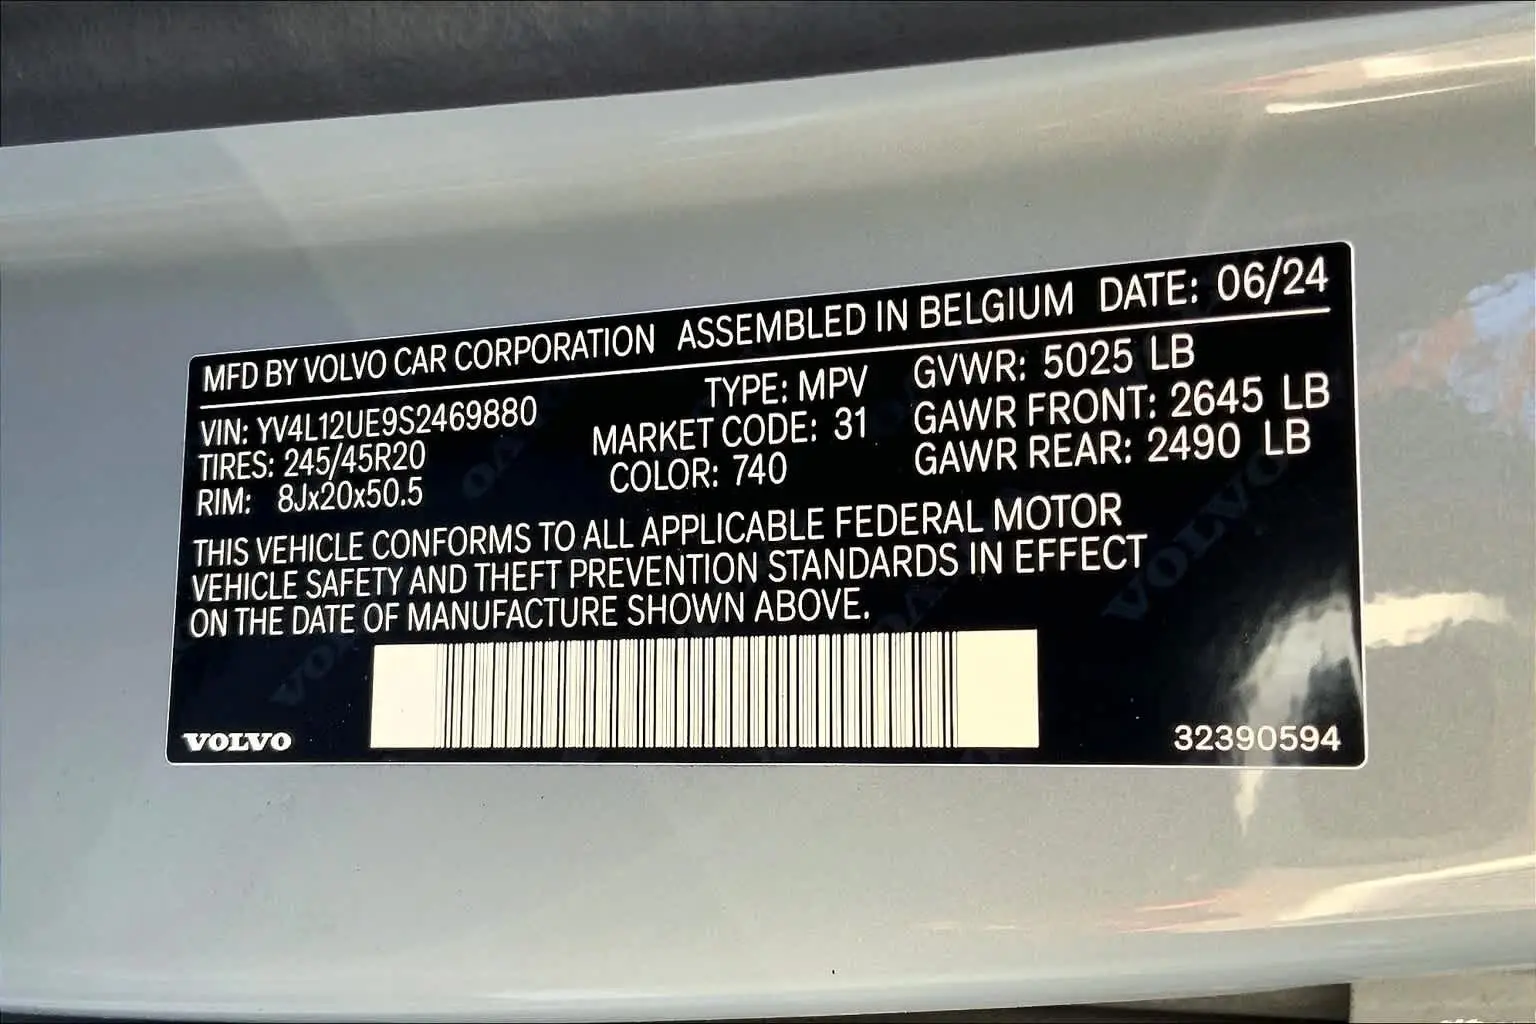 MFD BY VOLVO CAR CORPORATION ASSEMBLED IN BELGIUM DATE: 06/24
VIN: YV4L12UE9S2469880 TYPE: MPV GVWR: 5025 LB
TIRES: 245/45R20 MARKET CODE: 31 GAWR FRONT: 2645 LB
RIM: 8Jx20x50.5 COLOR: 740 GAWR REAR: 2490 LB
THIS VEHICLE CONFORMS TO ALL APPLICABLE FEDERAL MOTOR
VEHICLE SAFETY AND THEFT PREVENTION STANDARDS IN EFFECT
ON THE DATE OF MANUFACTURE SHOWN ABOVE.
VOLVO 32390594